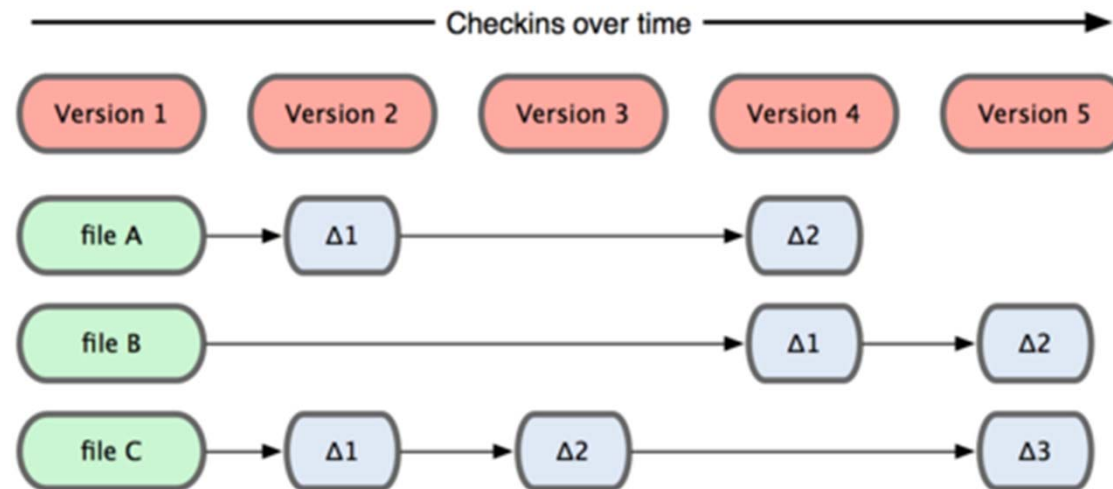 Checkins over time
Version 1 Version 2 Version 3 Version 4 Version 5
file A Δ1 Δ2
file B Δ1 Δ2
file C Δ1 Δ2 Δ3